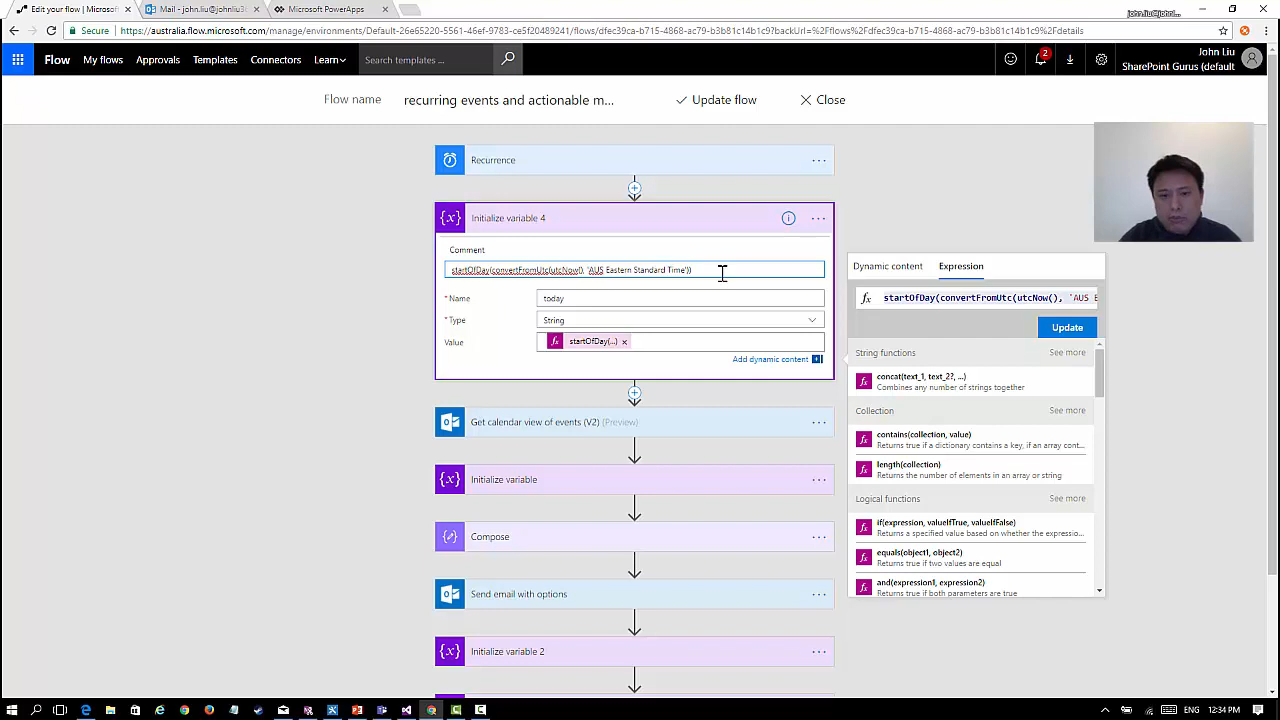 Edit your flow | Microsof
Mail - john.liu@johnliu
Microsoft PowerApps
Secure
https://australia.flow.microsoft.com/manage/environments/Default-26e65220-5561-46ef-9783-ce5f20489241/flows/dfec39ca-b715-4868-ac79-b3b81c14b1c9?backUrl=%2Fflows%2Fdfec39ca-b715-4868-ac79-b3b81c14b1c9%2Fdetails
Flow
My flows
Approvals
Templates
Connectors
Learn
Search templates ...
2
John Liu
SharePoint Gurus (default
Flow name
recurring events and actionable m...
Update flow
Close
Recurrence
Initialize variable 4
Comment
startOfDay(convertFromUtc(utcNow(), 'AUS Eastern Standard Time'))
* Name
today
* Type
String
Value
startOfDay(...) x
Add dynamic content
Get calendar view of events (V2) (Preview)
Initialize variable
Compose
Send email with options
Initialize variable 2
Dynamic content
Expression
fx
startOfDay(convertFromUtc(utcNow(), 'AUS E
Update
String functions
See more
concat(text_1, text_2?, ...)
Combines any number of strings together
Collection
See more
contains(collection, value)
Returns true if a dictionary contains a key, if an array cont...
length(collection)
Returns the number of elements in an array or string
Logical functions
See more
if(expression, valueIfTrue, valueIfFalse)
Returns a specified value based on whether the expressio...
equals(object1, object2)
Returns true if two values are equal
and(expression1, expression2)
Returns true if both parameters are true
12:34 PM